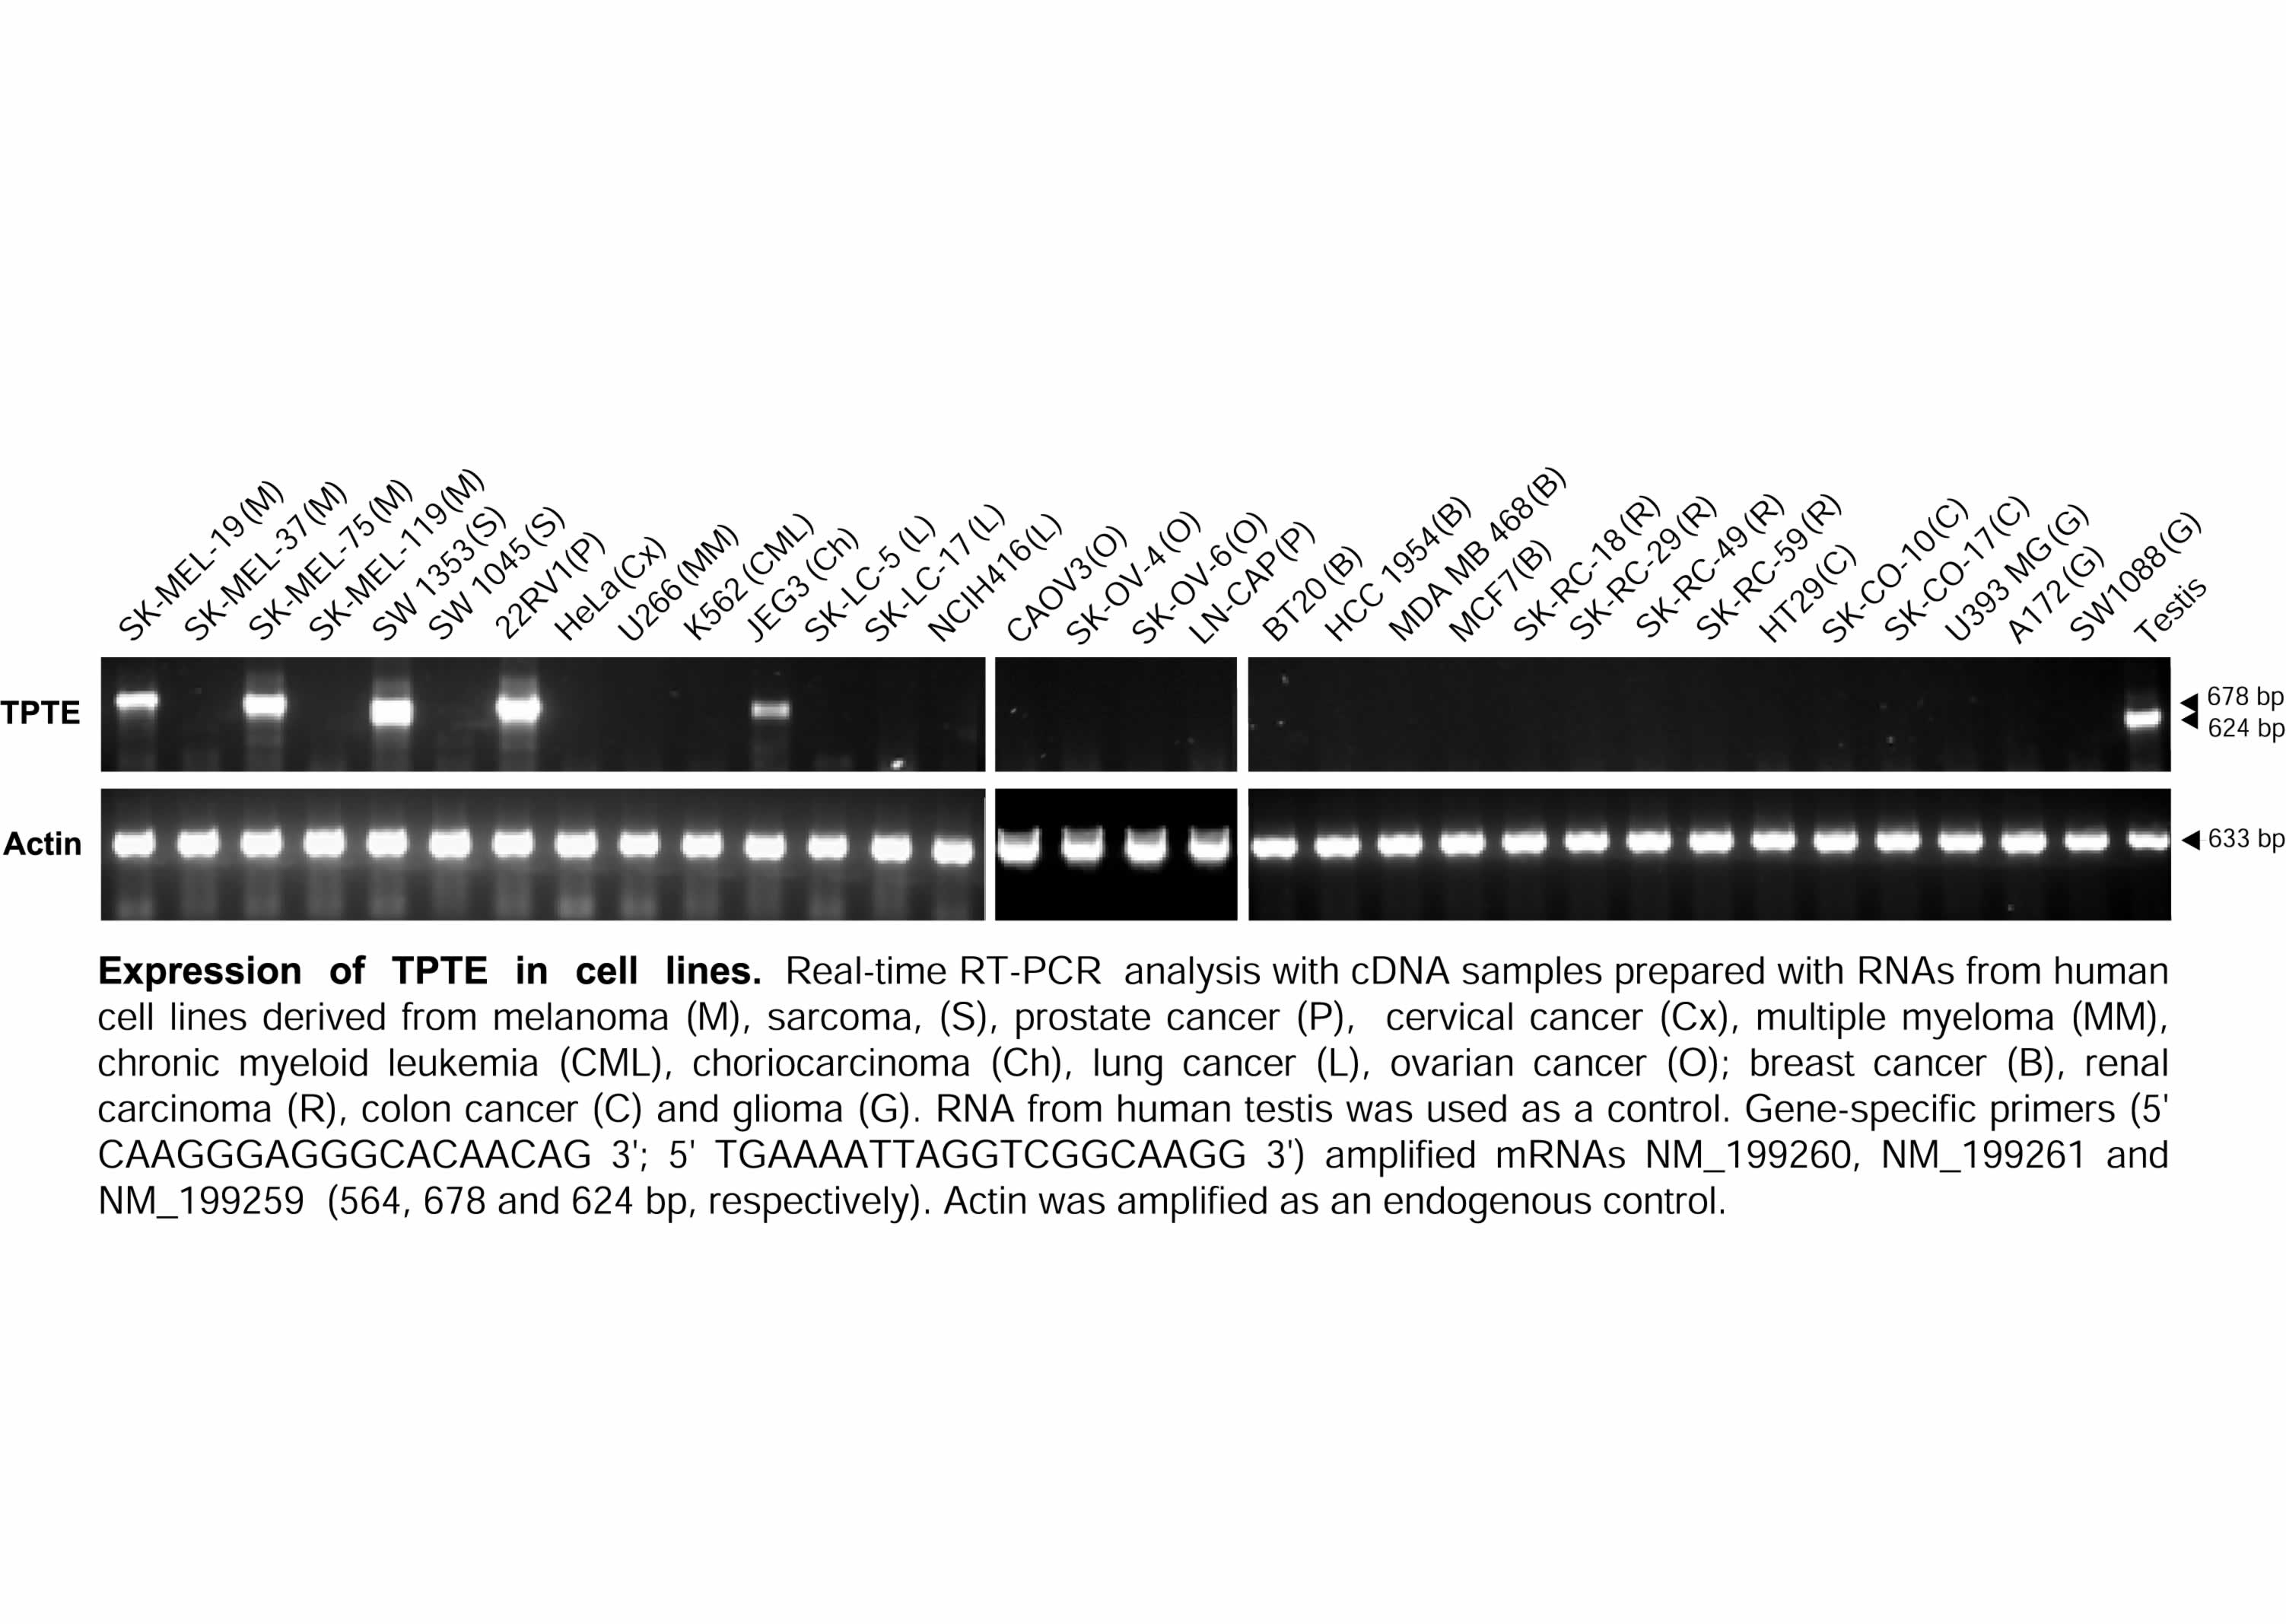 SK-MEL-19 (M)
SK-MEL-37 (M)
SK-MEL-75 (M)
SK-MEL-119 (M)
SW 1353 (S)
SW 1045 (S)
22RV1(P)
HeLa(Cx)
U266 (MM)
K562 (CML)
JEG3 (Ch)
SK-LC-5 (L)
SK-LC-17 (L)
NCIH416(L)
CAOV3(O)
SK-OV-4 (O)
SK-OV-6 (O)
LN-CAP (P)
BT20 (B)
HCC 1954(B)
MDA MB 468(B)
MCF7(B)
SK-RC-18 (R)
SK-RC-29 (R)
SK-RC-49 (R)
SK-RC-59 (R)
HT29(C)
SK-CO-10(C)
SK-CO-17(C)
U393 MG (G)
A172 (G)
SW1088 (G)
Testis
TPTE
678 bp
624 bp
Actin
633 bp
Expression of TPTE in cell lines. Real-time RT-PCR analysis with cDNA samples prepared with RNAs from human
cell lines derived from melanoma (M), sarcoma, (S), prostate cancer (P), cervical cancer (Cx), multiple myeloma (MM),
chronic myeloid leukemia (CML), choriocarcinoma (Ch), lung cancer (L), ovarian cancer (O); breast cancer (B), renal
carcinoma (R), colon cancer (C) and glioma (G). RNA from human testis was used as a control. Gene-specific primers (5'
CAAGGGAGGGCACAACAG 3'; 5' TGAAAATTAGGTCGGCAAGG 3') amplified mRNAs NM_199260, NM_199261 and
NM_199259 (564, 678 and 624 bp, respectively). Actin was amplified as an endogenous control.